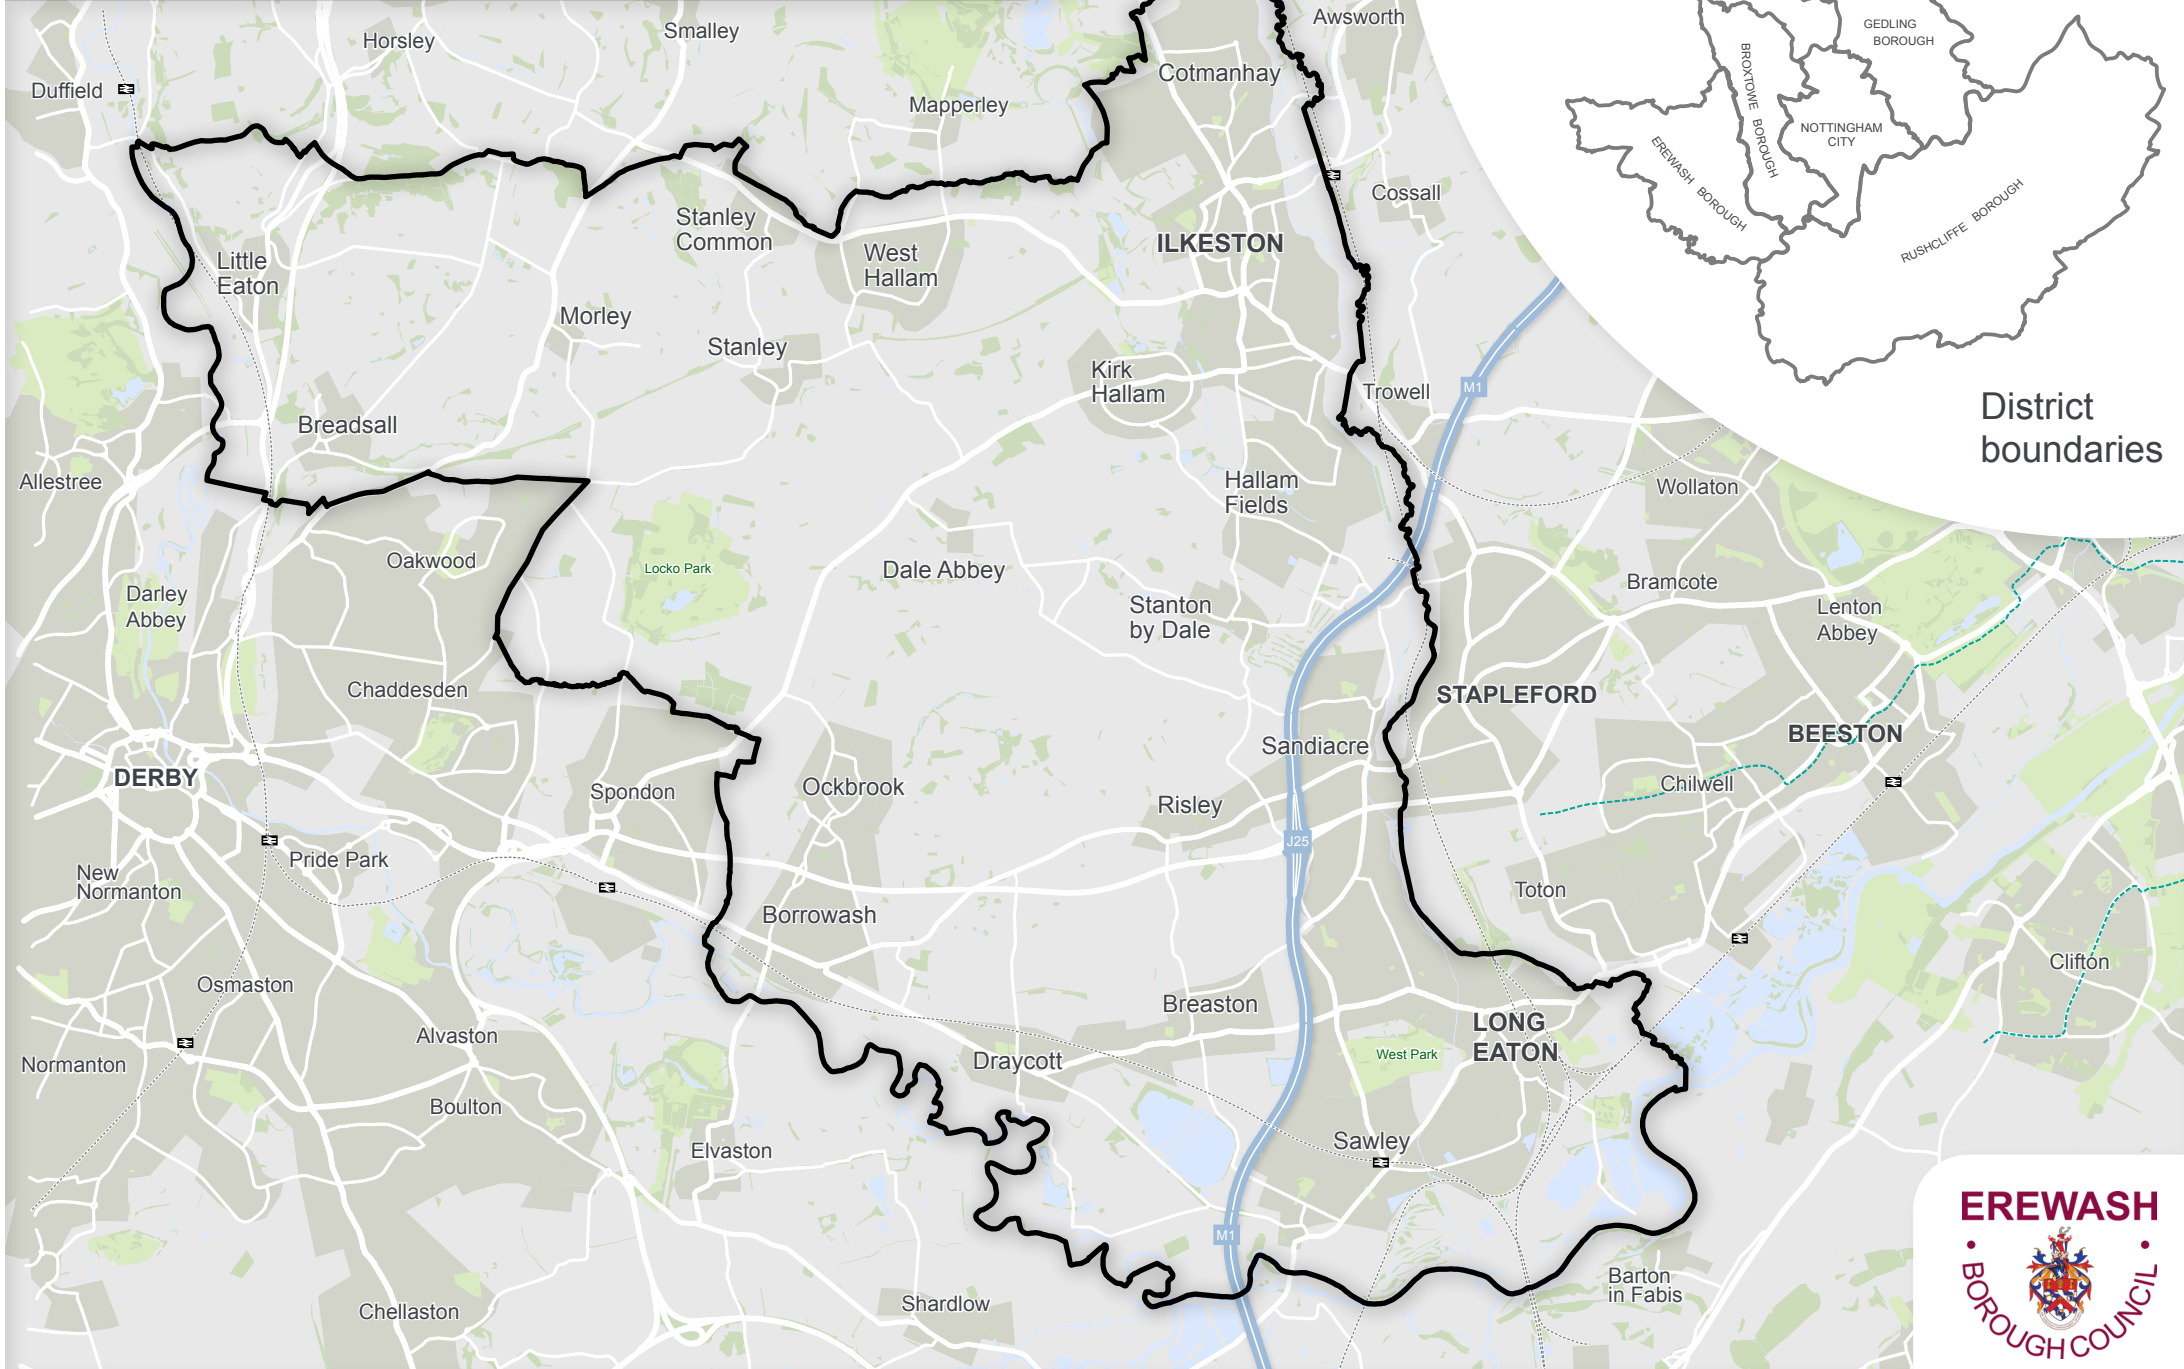 Awsworth
Horsley
Smalley
Cotmanhay
Duffield
Mapperley
Cossall
Stanley
Common
ILKESTON
West
Hallam
Little
Eaton
Morley
Stanley
Kirk
Hallam
Trowell
M1
Breadsall
Allestree
Hallam
Fields
Wollaton
Oakwood
Locko Park
Dale Abbey
Bramcote
Darley
Abbey
Stanton
by Dale
Lenton
Abbey
Chaddesden
STAPLEFORD
BEESTON
Sandiacre
DERBY
Spondon
Ockbrook
Risley
Chilwell
J25
Pride Park
New
Normanton
Borrowash
Toton
Osmaston
Clifton
Breaston
LONG
EATON
Alvaston
Draycott
West Park
Normanton
Boulton
Elvaston
Sawley
M1
Barton
in Fabis
Chellaston
Shardlow
GEDLING
BOROUGH
BROXTOWE BOROUGH
NOTTINGHAM
CITY
EREWASH BOROUGH
RUSHCLIFFE BOROUGH
District
boundaries
EREWASH
• BOROUGH COUNCIL •